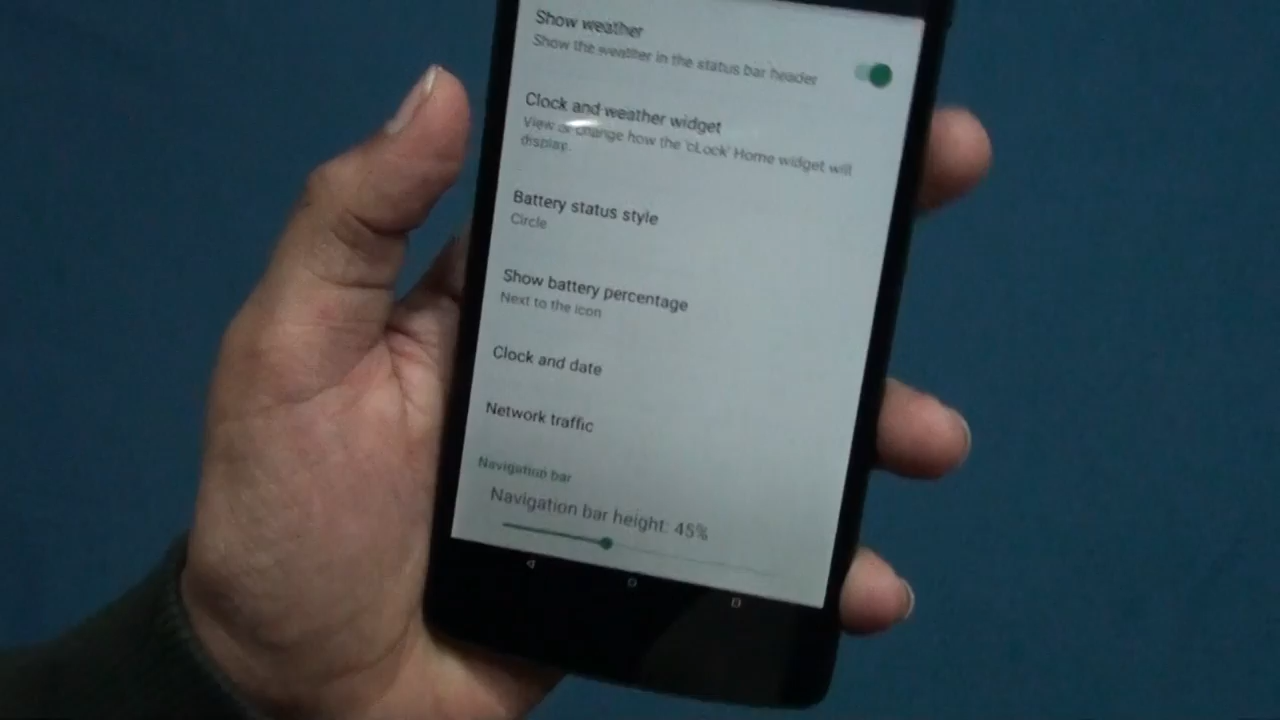 Show weather
Show the weather in the status bar header
Clock and weather widget
View or change how the 'cLock' Home widget will
display.
Battery status style
Circle
Show battery percentage
Next to the icon
Clock and date
Network traffic
Navigation bar
Navigation bar height: 45%